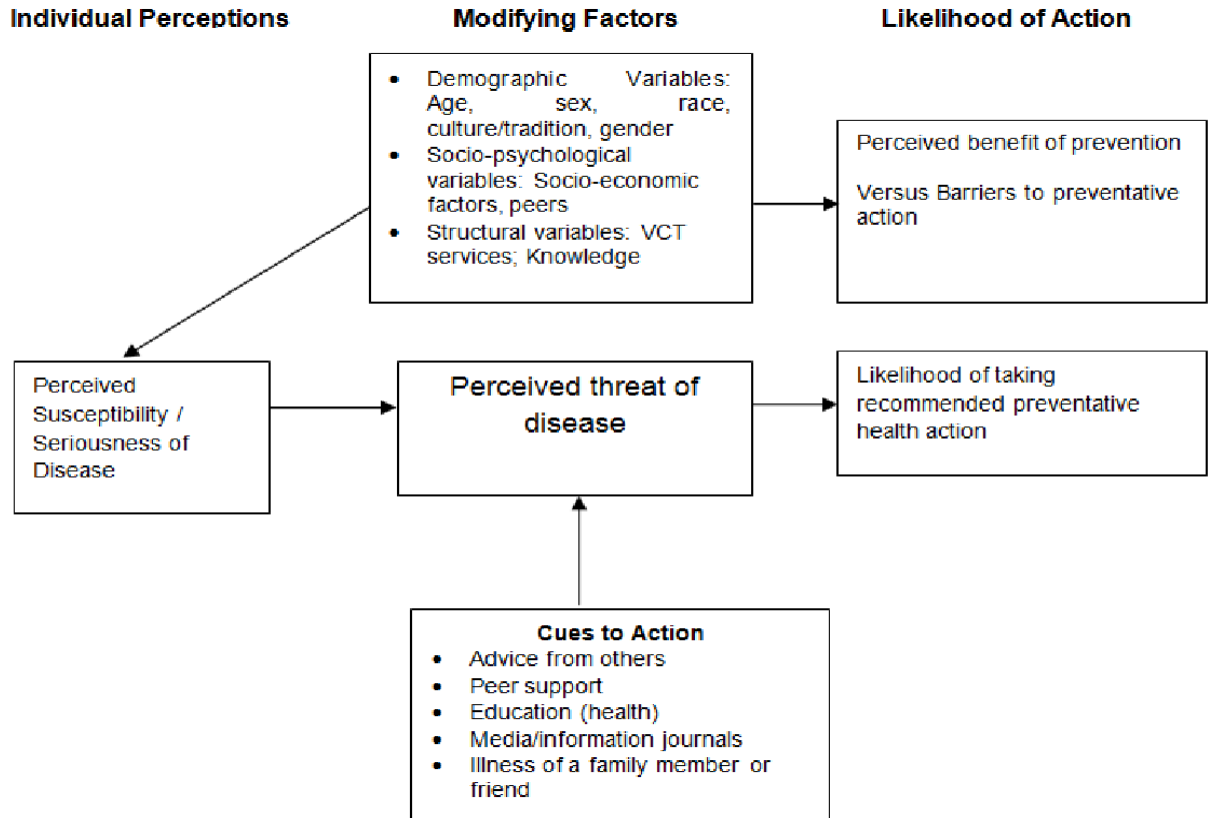 Individual Perceptions
Modifying Factors
Likelihood of Action
• Demographic Variables:
Age, sex, race,
culture/tradition, gender
• Socio-psychological
variables: Socio-economic
factors, peers
• Structural variables: VCT
services; Knowledge
Perceived benefit of prevention
Versus Barriers to preventative
action
Perceived
Susceptibility /
Seriousness of
Disease
Perceived threat of
disease
Likelihood of taking
recommended preventative
health action
Cues to Action
• Advice from others
• Peer support
• Education (health)
• Media/information journals
• Illness of a family member or
friend